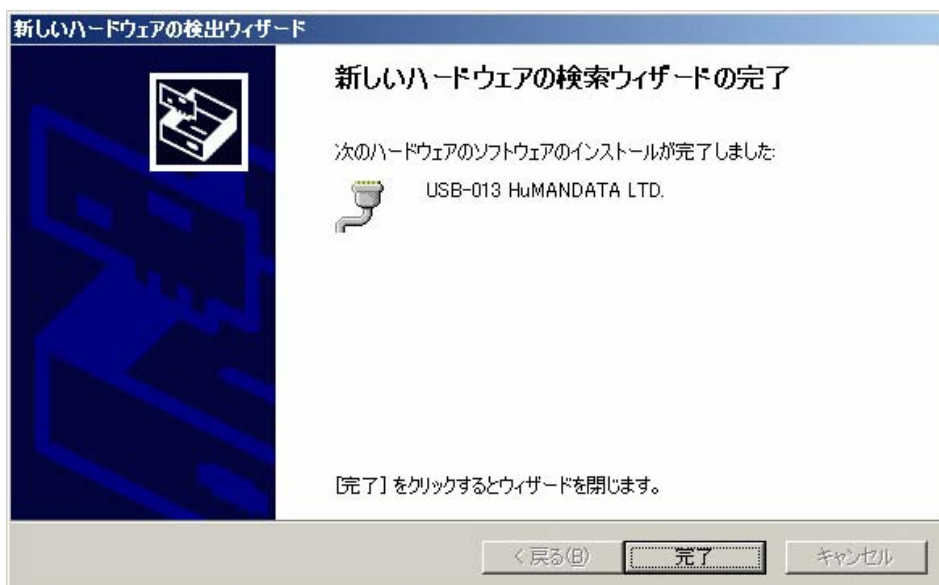 新しいハードウェアの検出ウィザード
新しいハードウェアの検索ウィザードの完了
次のハードウェアのソフトウェアのインストールが完了しました:
USB-013 HuMANDATA LTD.
[完了] をクリックするとウィザードを閉じます。
< 戻る(B) 完了 キャンセル